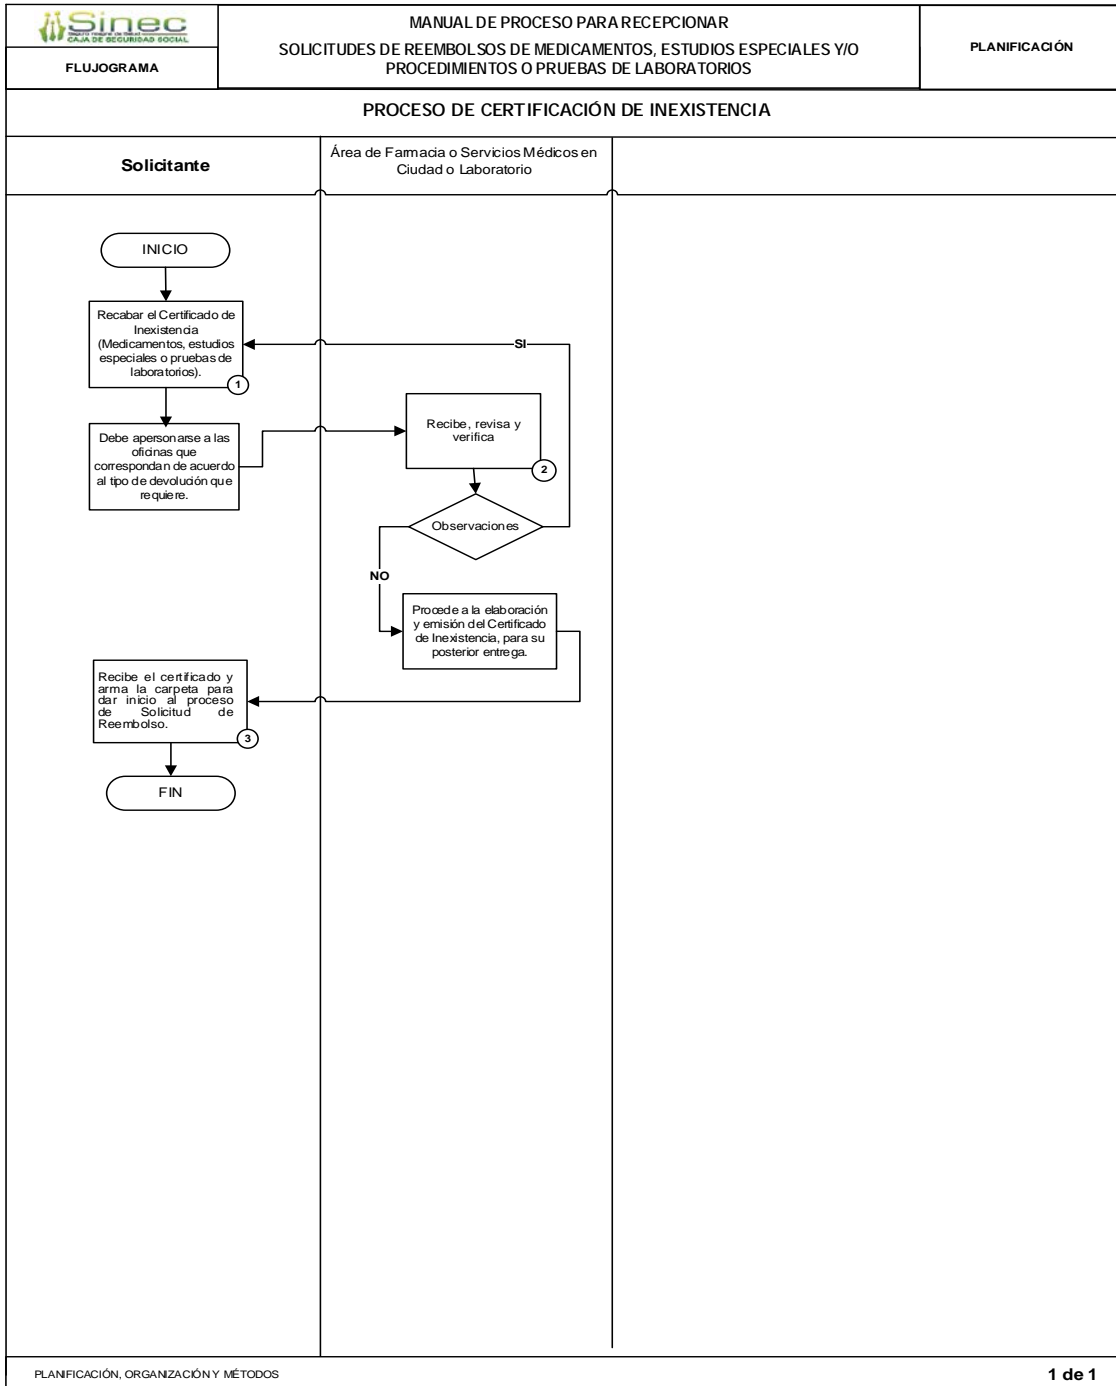 Sinec
CAJA DE SEGURIDAD SOCIAL
FLUJOGRAMA
MANUAL DE PROCESO PARA RECEPCIONAR
SOLICITUDES DE REEMBOLSOS DE MEDICAMENTOS, ESTUDIOS ESPECIALES Y/O
PROCEDIMIENTOS O PRUEBAS DE LABORATORIOS
PLANIFICACIÓN
PROCESO DE CERTIFICACIÓN DE INEXISTENCIA
Solicitante
Área de Farmacia o Servicios Médicos en
Ciudad o Laboratorio
INICIO
Recabar el Certificado de
Inexistencia
(Medicamentos, estudios
especiales o pruebas de
laboratorios).
1
SI
Debe apersonarse a las
oficinas que
correspondan de acuerdo
al tipo de devolución que
requiere.
Recibe, revisa y
verifica
2
Observaciones
NO
Procede a la elaboración
y emisión del Certificado
de Inexistencia, para su
posterior entrega.
Recibe el certificado y
arma la carpeta para
dar inicio al proceso
de Solicitud de
Reembolso.
3
FIN
PLANIFICACIÓN, ORGANIZACIÓN Y MÉTODOS
1 de 1